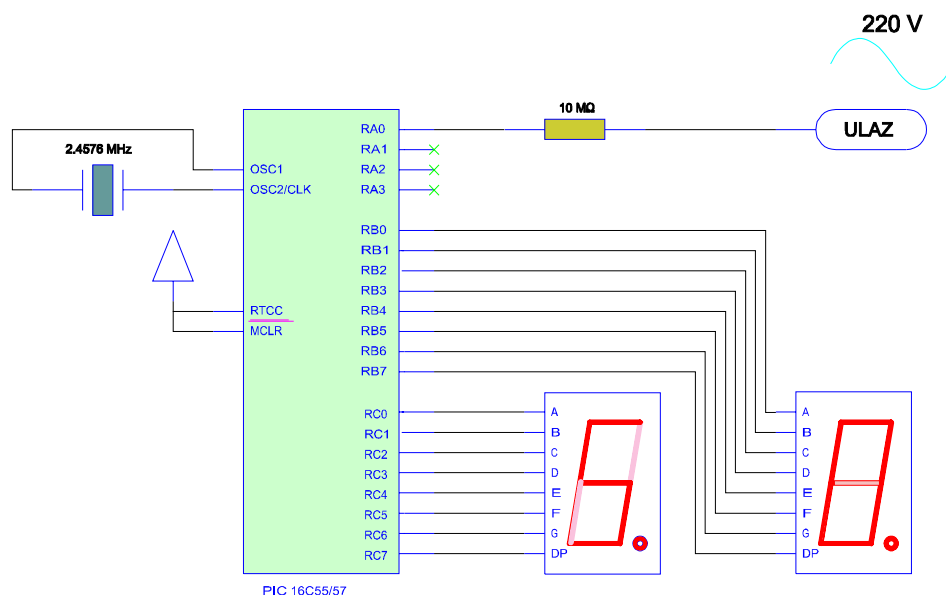 220 V
10 MΩ
ULAZ
2.4576 MHz
OSC1
OSC2/CLK
RTCC
MCLR
RA0
RA1
RA2
RA3
RB0
RB1
RB2
RB3
RB4
RB5
RB6
RB7
RC0
RC1
RC2
RC3
RC4
RC5
RC6
RC7
A
B
C
D
E
F
G
DP
A
B
C
D
E
F
G
DP
PIC 16C55/57